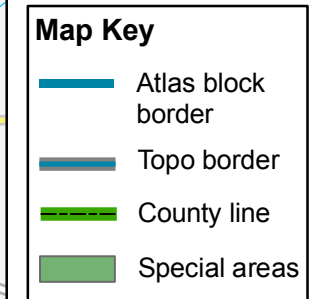 Map Key
Atlas block
border
Topo border
County line
Special areas